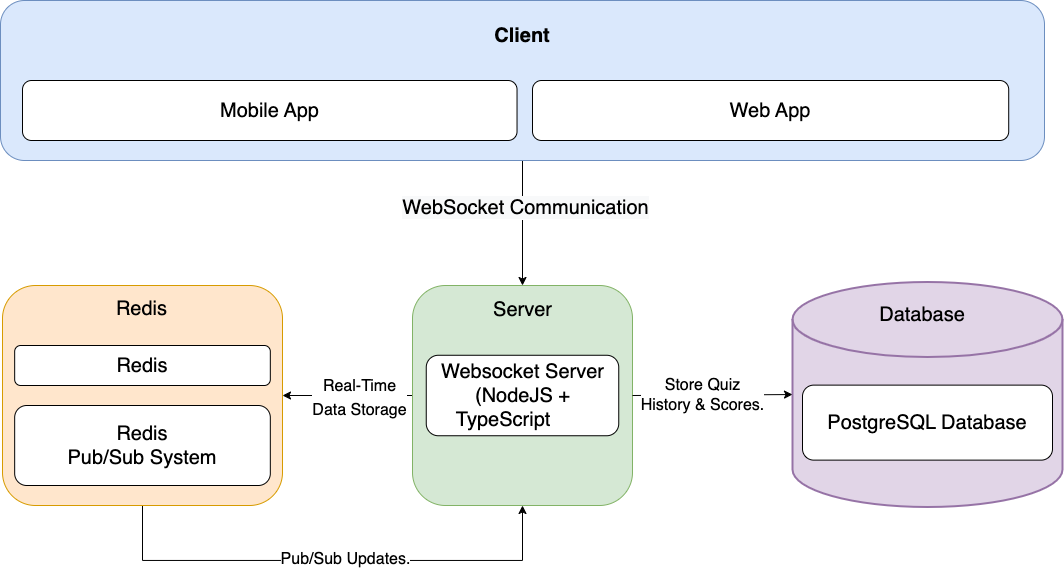 Client
Mobile App
Web App
WebSocket Communication
Redis
Redis
Redis
Pub/Sub System
Real-Time
Data Storage
Server
Websocket Server
(NodeJS +
TypeScript
Store Quiz
History & Scores.
Database
PostgreSQL Database
Pub/Sub Updates.